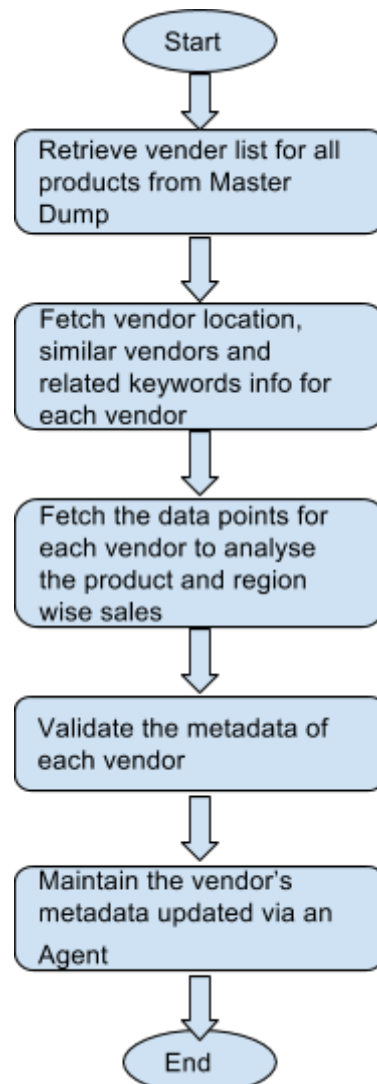 Start
Retrieve vender list for all
products from Master
Dump
Fetch vendor location,
similar vendors and
related keywords info for
each vendor
Fetch the data points for
each vendor to analyse
the product and region
wise sales
Validate the metadata of
each vendor
Maintain the vendor's
metadata updated via an
Agent
End